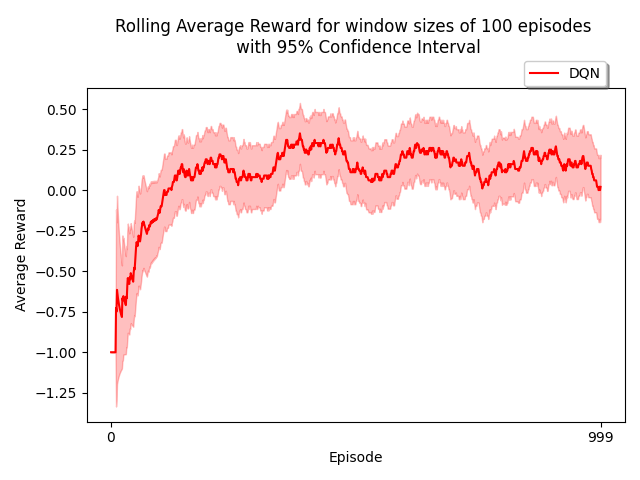 Rolling Average Reward for window sizes of 100 episodes
with 95% Confidence Interval
DQN
0.50
0.25
0.00
−0.25
−0.50
−0.75
−1.00
−1.25
Average Reward
0
999
Episode